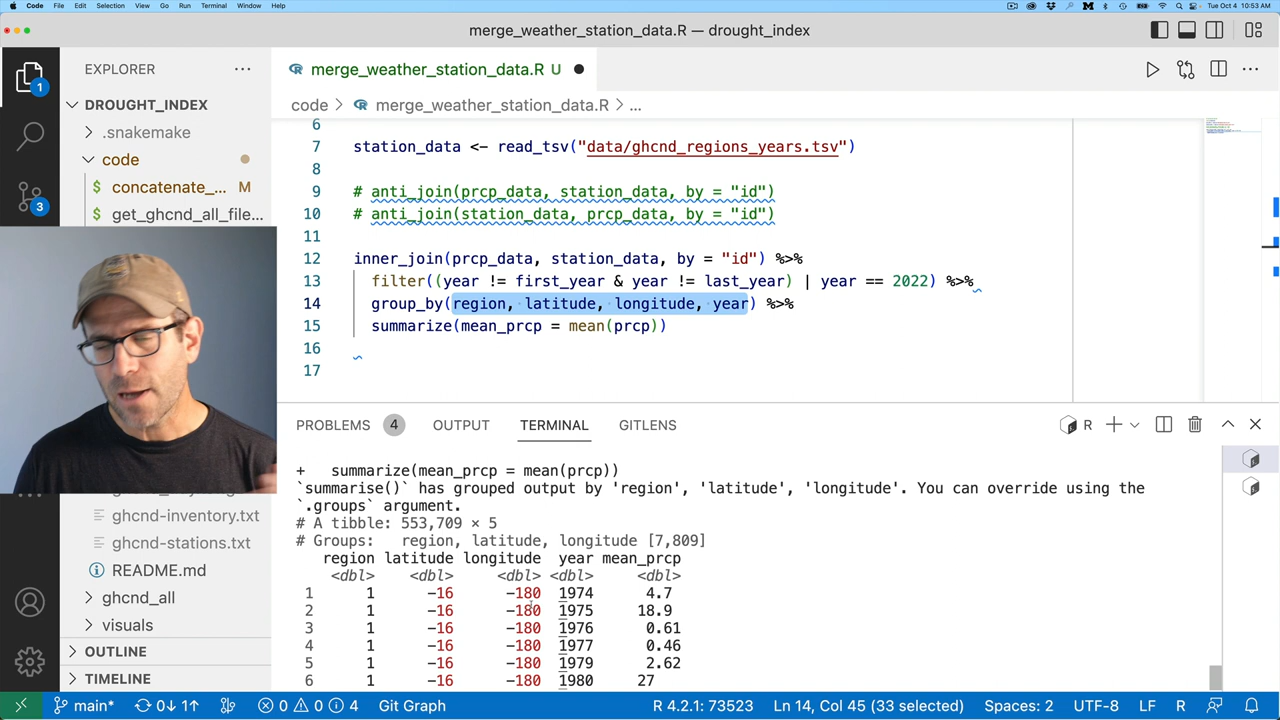 Code File Edit Selection View Go Run Terminal Window Help Tue Oct 4 10:53 AM
merge_weather_station_data.R — drought_index
EXPLORER
DROUGHT_INDEX
.snakemake
code
concatenate_... M
get_ghcnd_all_file...
ghcnd-inventory.txt
ghcnd-stations.txt
README.md
ghcnd_all
visuals
OUTLINE
TIMELINE
1
3
merge_weather_station_data.R U
code > merge_weather_station_data.R > ...
6
7 station_data <- read_tsv("data/ghcnd_regions_years.tsv")
8
9 # anti_join(prcp_data, station_data, by = "id")
10 # anti_join(station_data, prcp_data, by = "id")
11
12 inner_join(prcp_data, station_data, by = "id") %>%
13 filter((year != first_year & year != last_year) | year == 2022) %>%
14 group_by(region, latitude, longitude, year) %>%
15 summarize(mean_prcp = mean(prcp))
16
17
PROBLEMS 4 OUTPUT TERMINAL GITLENS R
+ summarize(mean_prcp = mean(prcp))
`summarise()` has grouped output by 'region', 'latitude', 'longitude'. You can override using the
`.groups` argument.
# A tibble: 553,709 × 5
# Groups: region, latitude, longitude [7,809]
region latitude longitude year mean_prcp
<dbl> <dbl> <dbl> <dbl> <dbl>
1 1 -16 -180 1974 4.7
2 1 -16 -180 1975 18.9
3 1 -16 -180 1976 0.61
4 1 -16 -180 1977 0.46
5 1 -16 -180 1979 2.62
6 1 -16 -180 1980 27
main* 0↓ 1↑ 0 0 4 Git Graph R 4.2.1: 73523 Ln 14, Col 45 (33 selected) Spaces: 2 UTF-8 LF R